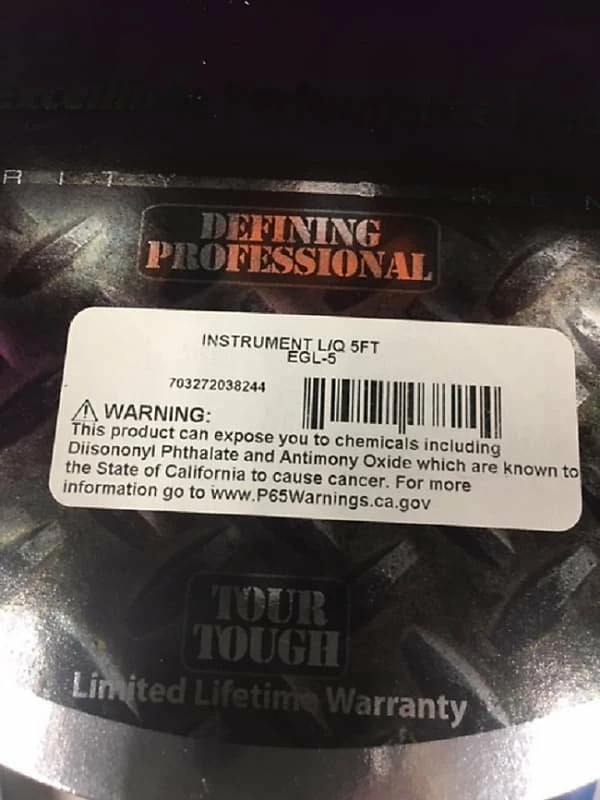 DEFINING
PROFESSIONAL
INSTRUMENT L/Q 5FT
EGL-5
703272038244
WARNING:
This product can expose you to chemicals including
Diisononyl Phthalate and Antimony Oxide which are known to
the State of California to cause cancer. For more
information go to www.P65Warnings.ca.gov
TOUR
TOUGH
Limited Lifetime Warranty